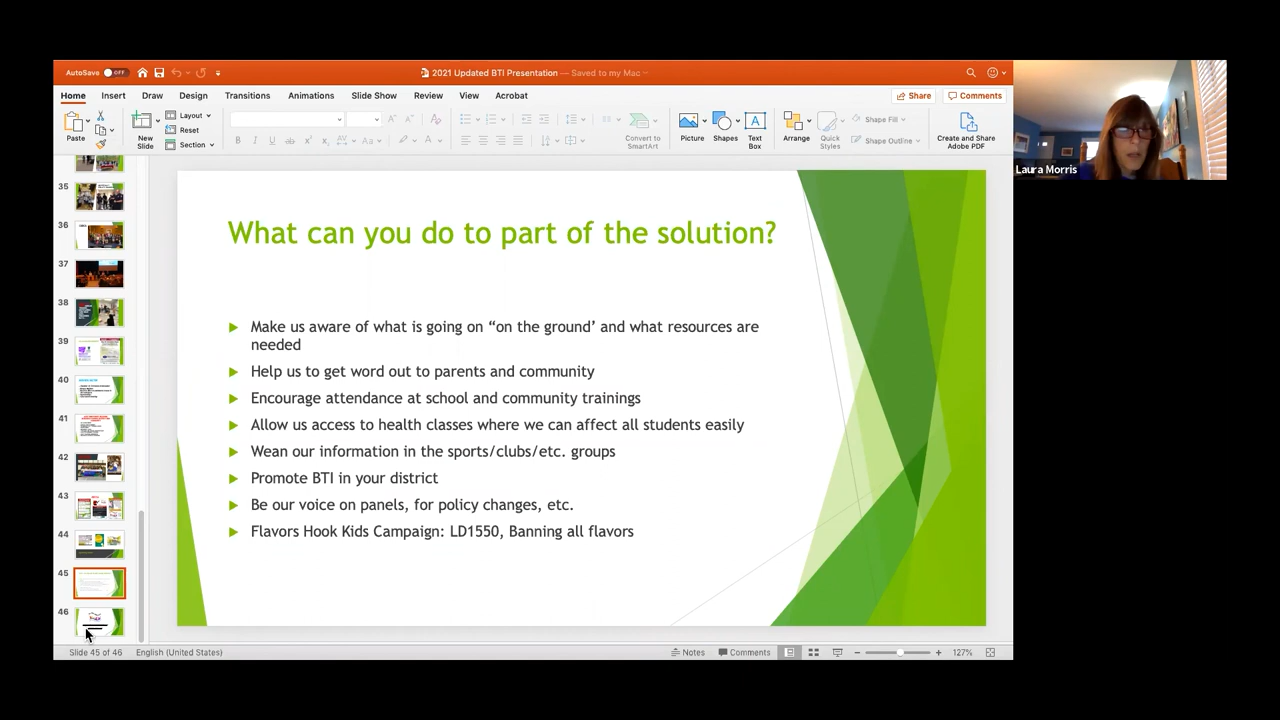 AutoSave OFF
2021 Updated BTI Presentation — Saved to my Mac
Home Insert Draw Design Transitions Animations Slide Show Review View Acrobat Share Comments
Paste New Slide Layout Reset Section Convert to SmartArt Picture Shapes Text Box Arrange Quick Styles Shape Fill Shape Outline Create and Share Adobe PDF
Laura Morris
35
36
37
38
39
40
41
42
43
44
45
46
What can you do to part of the solution?
Make us aware of what is going on “on the ground’ and what resources are
needed
Help us to get word out to parents and community
Encourage attendance at school and community trainings
Allow us access to health classes where we can affect all students easily
Wean our information in the sports/clubs/etc. groups
Promote BTI in your district
Be our voice on panels, for policy changes, etc.
Flavors Hook Kids Campaign: LD1550, Banning all flavors
Slide 45 of 46 English (United States) Notes Comments 127%